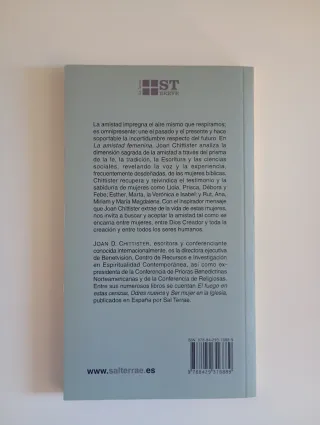 ST
La amistad impregna el aire mismo que respiramos;
es omnipresente: une el pasado y el presente y hace
soportable la incertidumbre respecto del futuro. En
La amistad femenina, Joan Chittister analiza la
dimensión sagrada de la amistad a través del prisma
de la fe, la tradición, la Escritura y las ciencias
sociales, revelando la voz y la experiencia,
frecuentemente desdeñadas, de las mujeres bíblicas.
Chittister recupera y reivindica el testimonio y la
sabiduría de mujeres como Lidia, Prisca, Débora y
Febe, Ester, Marta, la Verónica e Isabel y Rut, Ana,
Miriam y María Magdalena. Con el inspirador mensaje
que Joan Chittister extrae de la vida de estas mujeres,
nos invita a buscar y aceptar la amistad tal como se
encarna entre mujeres, entre Dios Creador y toda la
creación y entre todos los seres humanos.
JOAN D. CHITTISTER, escritora y conferenciante
conocida internacionalmente, es la directora ejecutiva
de Benetvision, Centro de Recursos e Investigación
en Espiritualidad Contemporánea, así como ex-
presidenta de la Conferencia de Prioras Benedictinas
Norteamericanas y de la Conferencia de Religiosas.
Entre sus numerosos libros se cuentan El fuego en
estas cenizas, Odres nuevos y Ser mujer en la Iglesia,
publicados en España por Sal Terrae.
www.salterrae.es